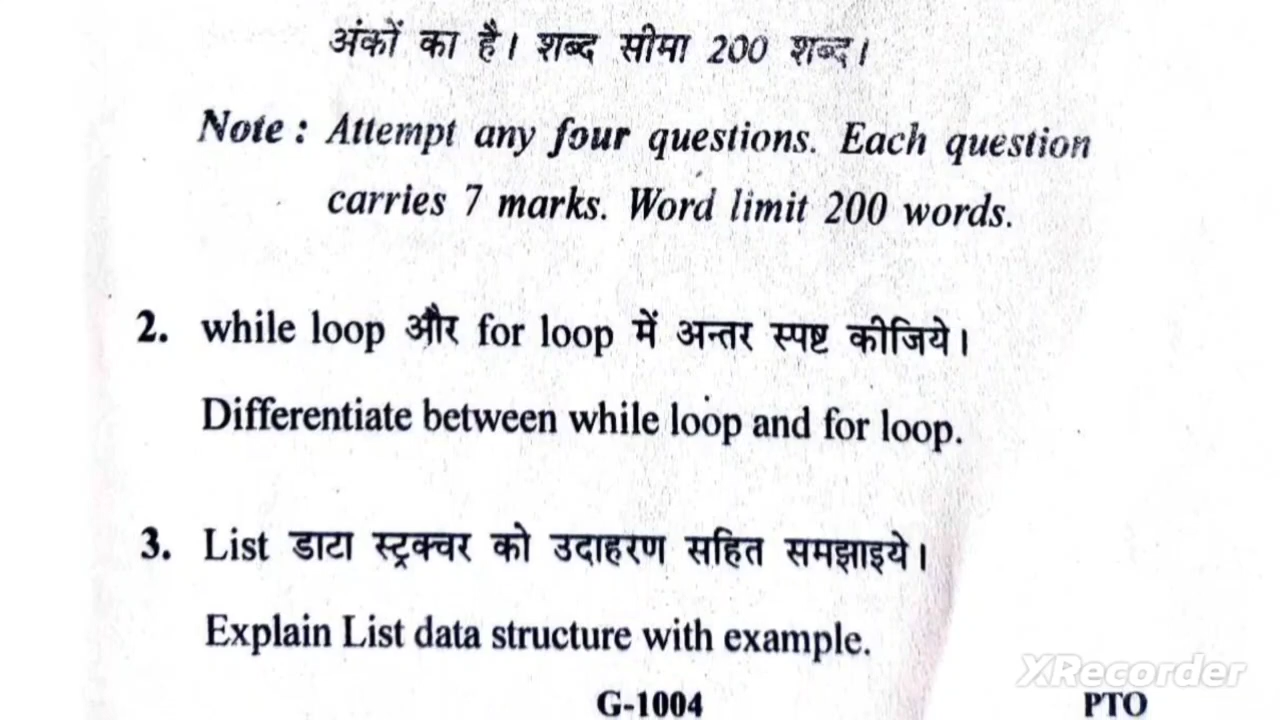 अंकों का है। शब्द सीमा 200 शब्द।
Note : Attempt any four questions. Each question
carries 7 marks. Word limit 200 words.
2. while loop और for loop में अन्तर स्पष्ट कीजिये।
Differentiate between while loop and for loop.
3. List डाटा स्ट्रक्चर को उदाहरण सहित समझाइये।
Explain List data structure with example.
XRecorder
G-1004 PTO